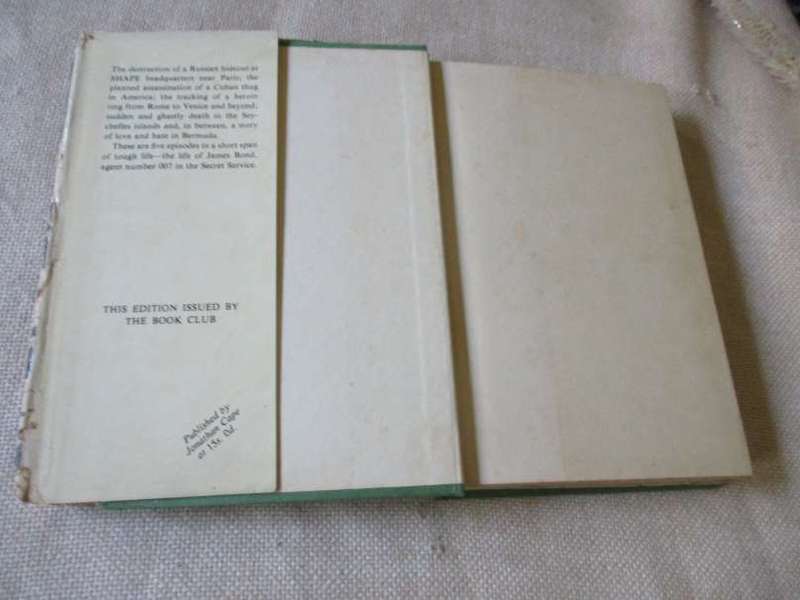 The destruction of a Russian hideout at
SHAPE headquarters near Paris; the
planned assassination of a Cuban thug
in America; the tracking of a heroin
ring from Rome to Venice and beyond;
sudden and ghastly death in the Sey-
chelles islands and, in between, a story
of love and hate in Bermuda.
These are five episodes in a short span
of tough life—the life of James Bond,
agent number 007 in the Secret Service.
THIS EDITION ISSUED BY
THE BOOK CLUB
Published by
Jonathan Cape
at 15s. 0d.